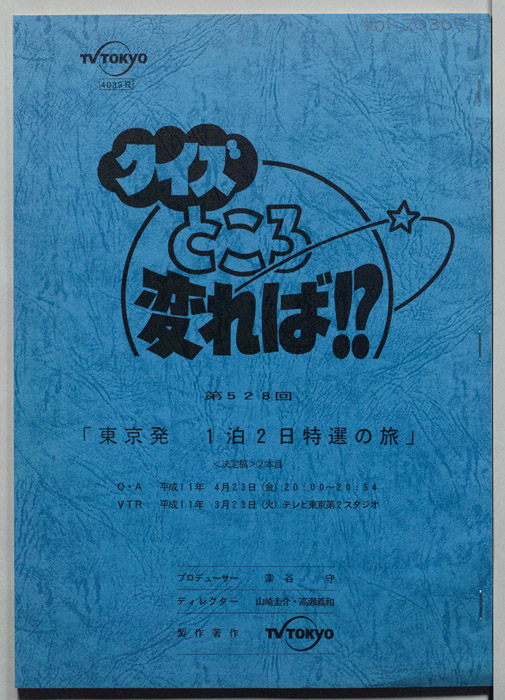 TV TOKYO
4035R
クイズ
ところ
変れば!?
第528回
「東京発 1泊2日特選の旅」
<決定稿>②本目
O・A 平成11年 4月23日(金)20:00〜20:54
VTR 平成11年 3月23日(火)テレビ東京第2スタジオ
プロデューサー 深谷 守
ディレクター 山崎圭介・高瀬義和
製作著作 TV TOKYO